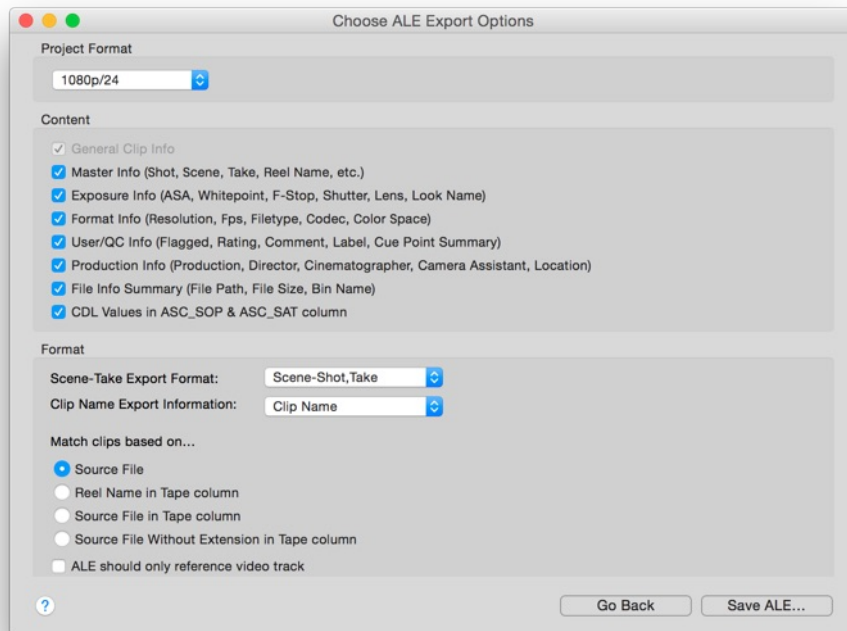 Choose ALE Export Options
Project Format
1080p/24
Content
General Clip Info
Master Info (Shot, Scene, Take, Reel Name, etc.)
Exposure Info (ASA, Whitepoint, F-Stop, Shutter, Lens, Look Name)
Format Info (Resolution, Fps, Filetype, Codec, Color Space)
User/QC Info (Flagged, Rating, Comment, Label, Cue Point Summary)
Production Info (Production, Director, Cinematographer, Camera Assistant, Location)
File Info Summary (File Path, File Size, Bin Name)
CDL Values in ASC_SOP & ASC_SAT column
Format
Scene-Take Export Format: Scene-Shot,Take
Clip Name Export Information: Clip Name
Match clips based on...
Source File
Reel Name in Tape column
Source File in Tape column
Source File Without Extension in Tape column
ALE should only reference video track
? Go Back Save ALE...